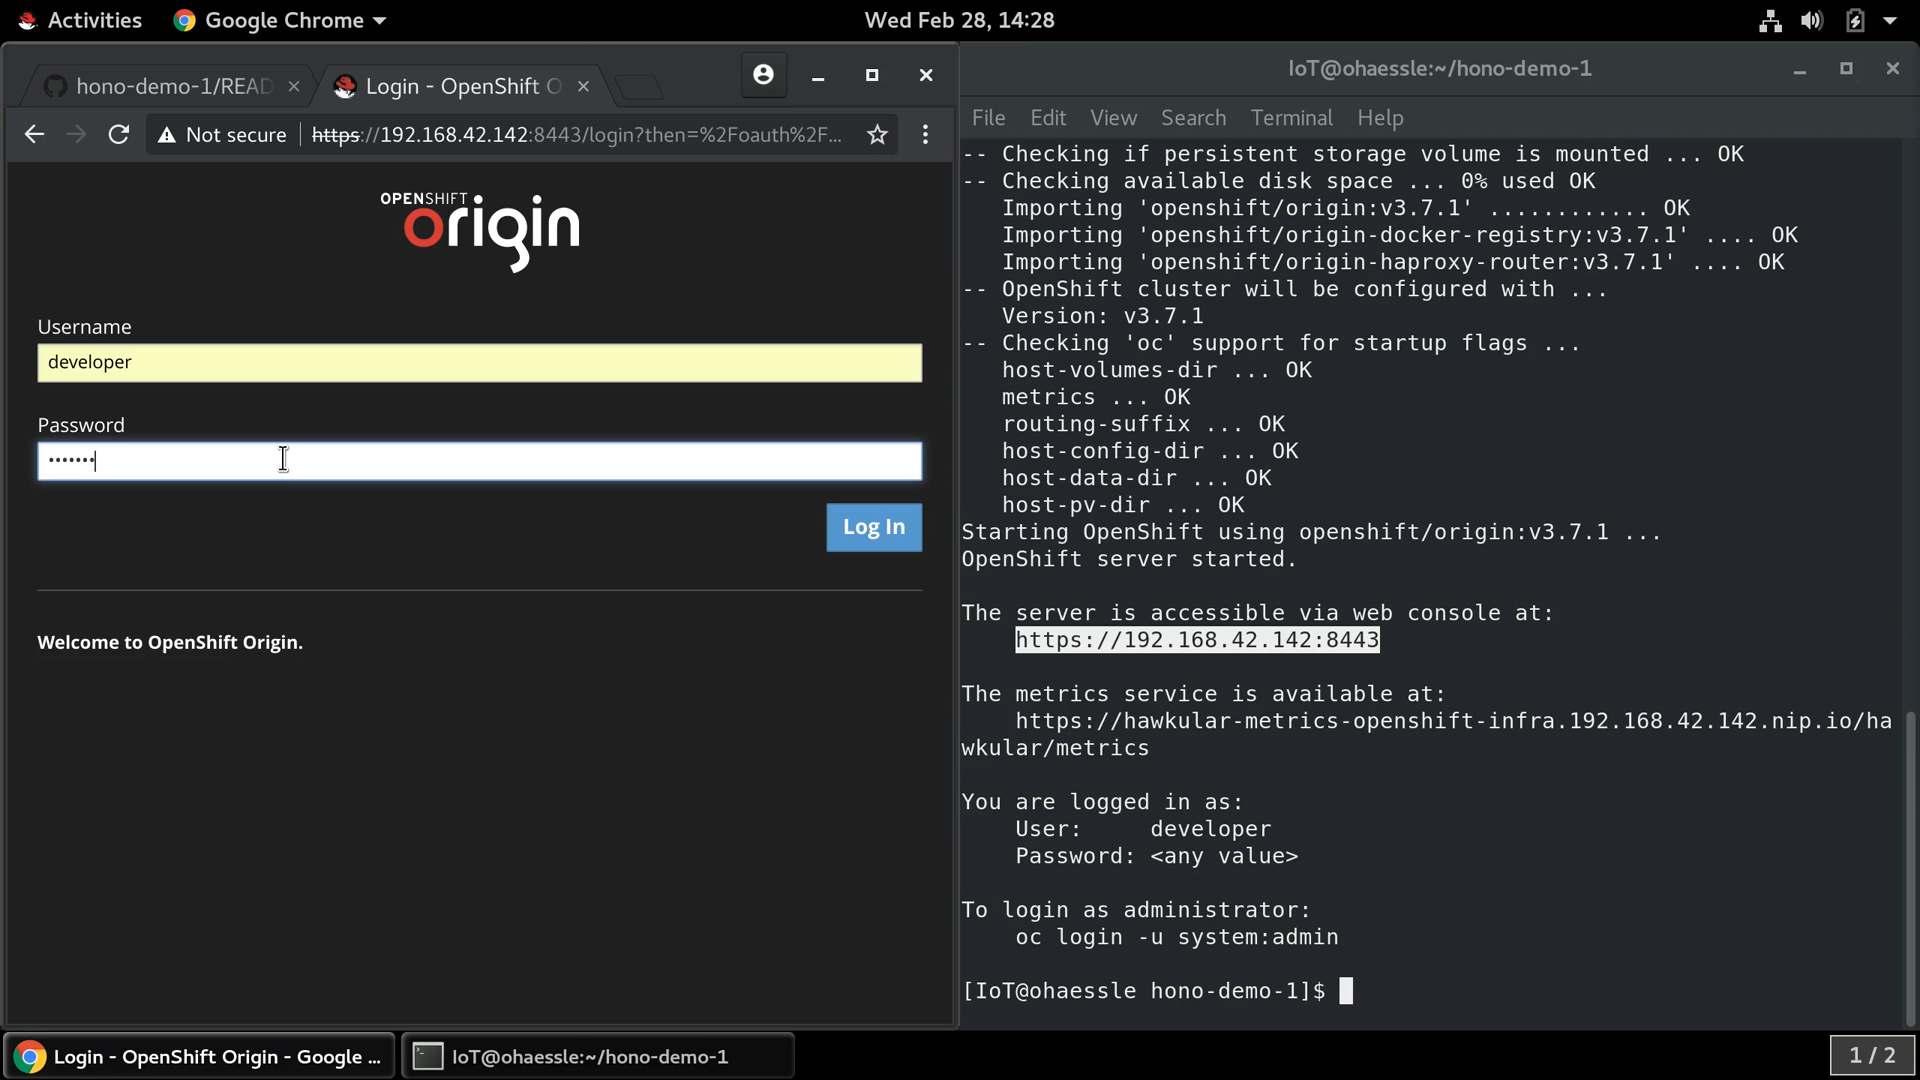 Activities Google Chrome Wed Feb 28, 14:28
hono-demo-1/READ Login - OpenShift O
Not secure https://192.168.42.142:8443/login?then=%2Foauth%2F...
OPENSHIFT
origin
Username
developer
Password
•••••••
Log In
Welcome to OpenShift Origin.
IoT@ohaessle:~/hono-demo-1
File Edit View Search Terminal Help
-- Checking if persistent storage volume is mounted ... OK
-- Checking available disk space ... 0% used OK
Importing 'openshift/origin:v3.7.1' ............ OK
Importing 'openshift/origin-docker-registry:v3.7.1' .... OK
Importing 'openshift/origin-haproxy-router:v3.7.1' .... OK
-- OpenShift cluster will be configured with ...
Version: v3.7.1
-- Checking 'oc' support for startup flags ...
host-volumes-dir ... OK
metrics ... OK
routing-suffix ... OK
host-config-dir ... OK
host-data-dir ... OK
host-pv-dir ... OK
Starting OpenShift using openshift/origin:v3.7.1 ...
OpenShift server started.
The server is accessible via web console at:
https://192.168.42.142:8443
The metrics service is available at:
https://hawkular-metrics-openshift-infra.192.168.42.142.nip.io/ha
wkular/metrics
You are logged in as:
User: developer
Password: <any value>
To login as administrator:
oc login -u system:admin
[IoT@ohaessle hono-demo-1]$
Login - OpenShift Origin - Google ... IoT@ohaessle:~/hono-demo-1 1 / 2